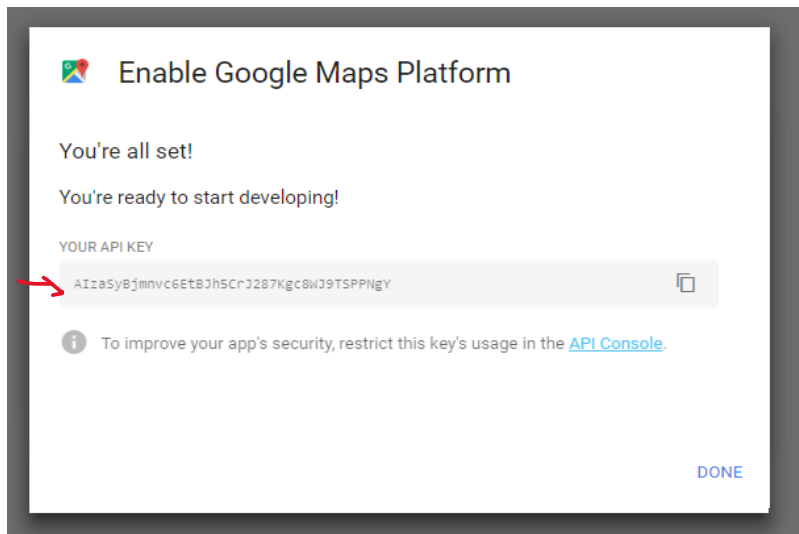 Enable Google Maps Platform
You're all set!
You're ready to start developing!
YOUR API KEY
AIzaSyBjmnvc6EtBJh5CrJ287Kgc8WJ9TSPPNgY
To improve your app's security, restrict this key's usage in the API Console.
DONE